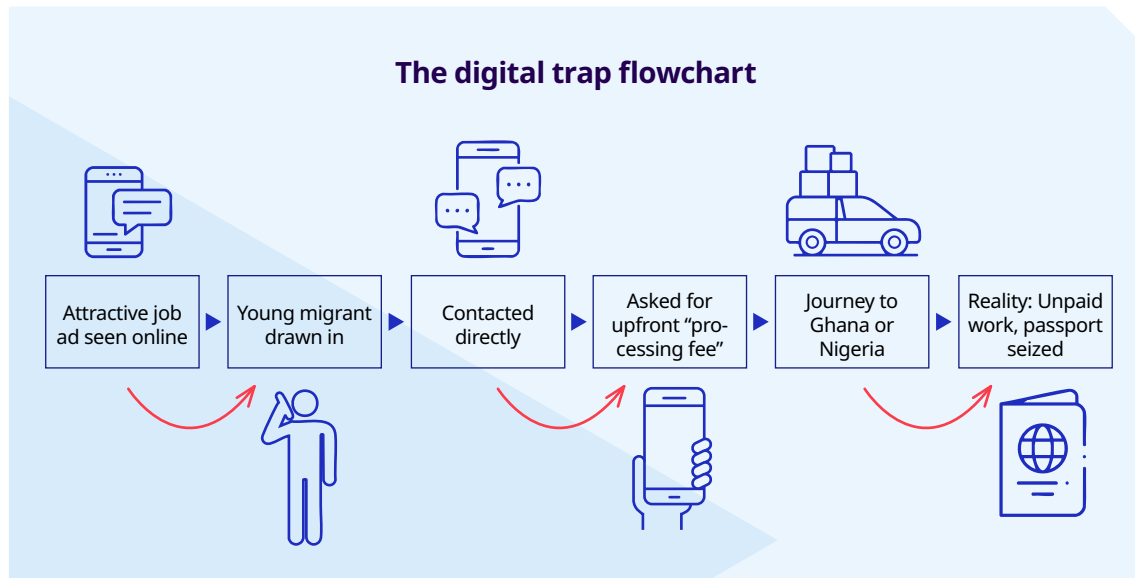 The digital trap flowchart
Attractive job
ad seen online
Young migrant
drawn in
Contacted
directly
Asked for
upfront “pro-
cessing fee”
Journey to
Ghana or
Nigeria
Reality: Unpaid
work, passport
seized